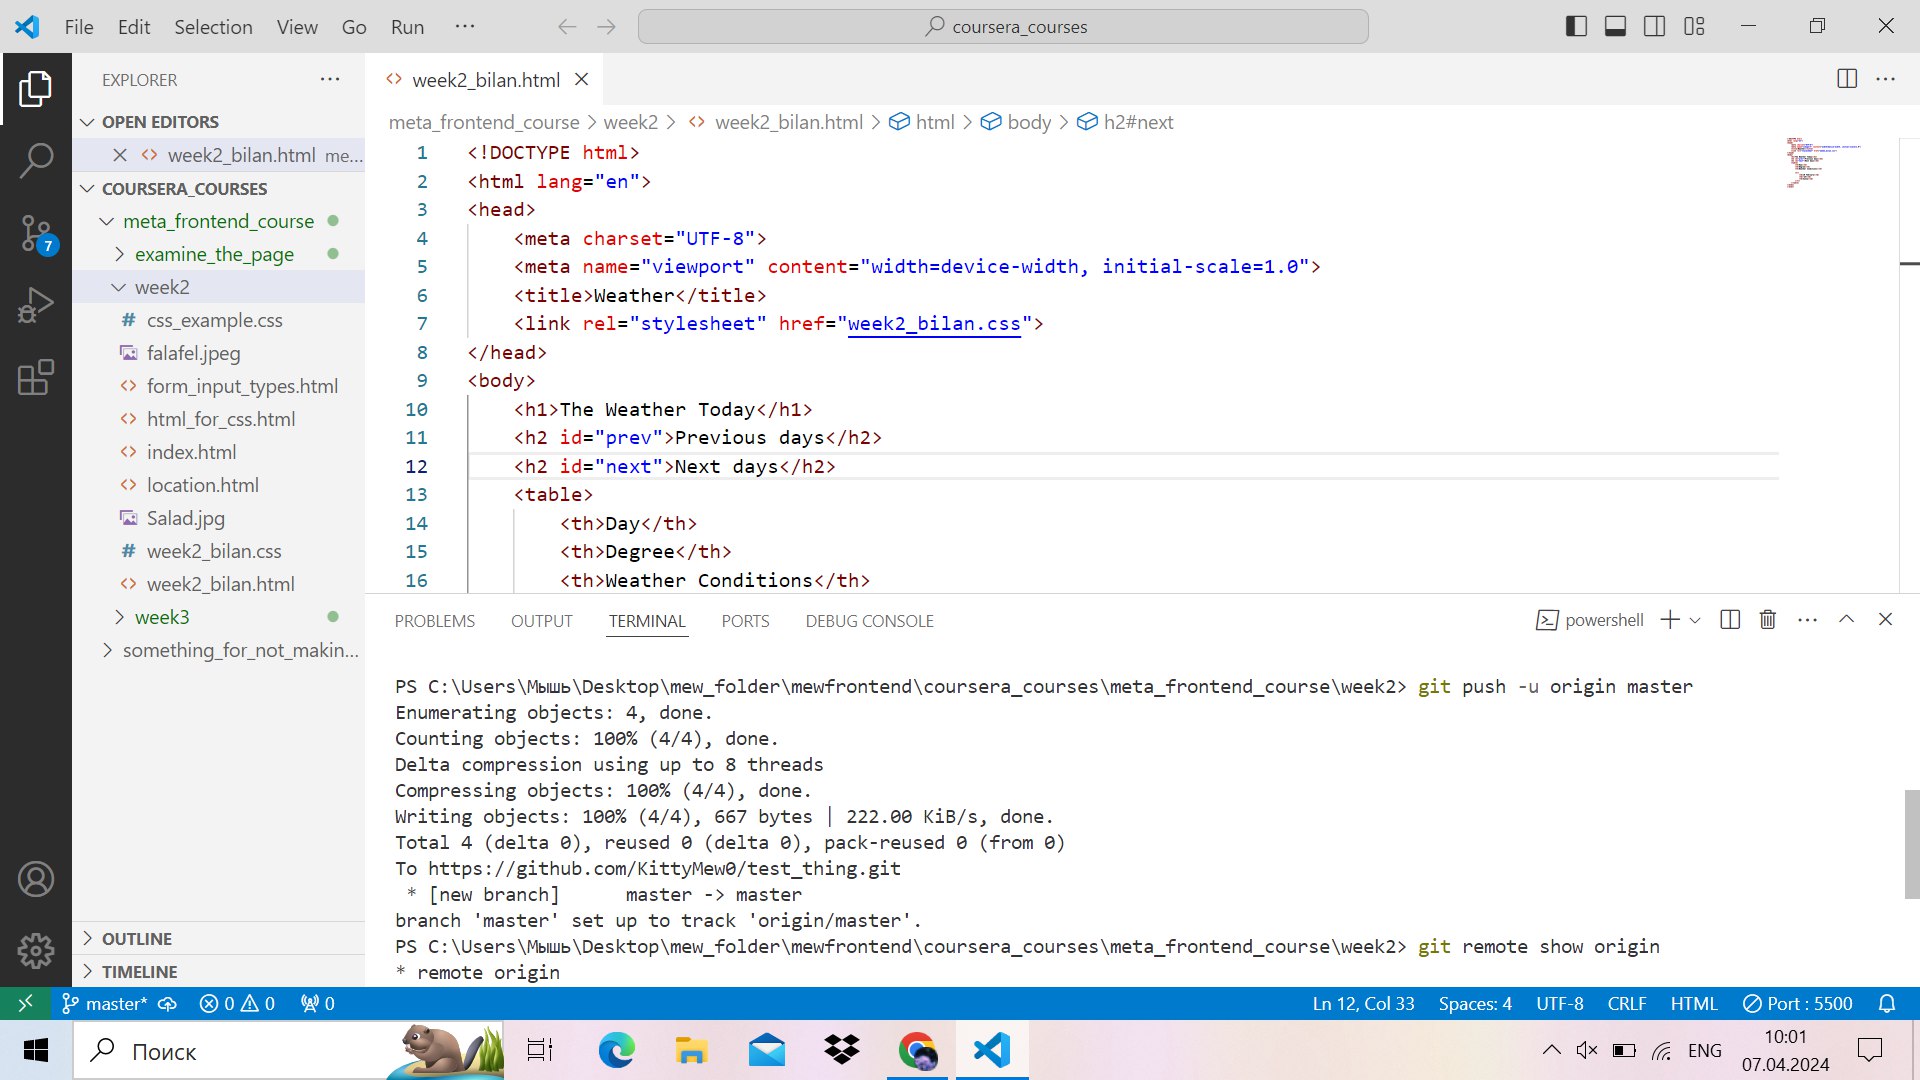 File Edit Selection View Go Run ··· coursera_courses
EXPLORER ···
OPEN EDITORS
week2_bilan.html me...
COURSERA_COURSES
meta_frontend_course
examine_the_page
week2
css_example.css
falafel.jpeg
form_input_types.html
html_for_css.html
index.html
location.html
Salad.jpg
week2_bilan.css
week2_bilan.html
week3
something_for_not_makin...
OUTLINE
TIMELINE
7
week2_bilan.html
meta_frontend_course > week2 > week2_bilan.html > html > body > h2#next
1 <!DOCTYPE html>
2 <html lang="en">
3 <head>
4 <meta charset="UTF-8">
5 <meta name="viewport" content="width=device-width, initial-scale=1.0">
6 <title>Weather</title>
7 <link rel="stylesheet" href="week2_bilan.css">
8 </head>
9 <body>
10 <h1>The Weather Today</h1>
11 <h2 id="prev">Previous days</h2>
12 <h2 id="next">Next days</h2>
13 <table>
14 <th>Day</th>
15 <th>Degree</th>
16 <th>Weather Conditions</th>
PROBLEMS OUTPUT TERMINAL PORTS DEBUG CONSOLE powershell
PS C:\Users\Мышь\Desktop\mew_folder\mewfrontend\coursera_courses\meta_frontend_course\week2> git push -u origin master
Enumerating objects: 4, done.
Counting objects: 100% (4/4), done.
Delta compression using up to 8 threads
Compressing objects: 100% (4/4), done.
Writing objects: 100% (4/4), 667 bytes | 222.00 KiB/s, done.
Total 4 (delta 0), reused 0 (delta 0), pack-reused 0 (from 0)
To https://github.com/KittyMew0/test_thing.git
* [new branch] master -> master
branch 'master' set up to track 'origin/master'.
PS C:\Users\Мышь\Desktop\mew_folder\mewfrontend\coursera_courses\meta_frontend_course\week2> git remote show origin
* remote origin
master* 0 0 0 Ln 12, Col 33 Spaces: 4 UTF-8 CRLF HTML Port : 5500
Поиск ENG 10:01
07.04.2024